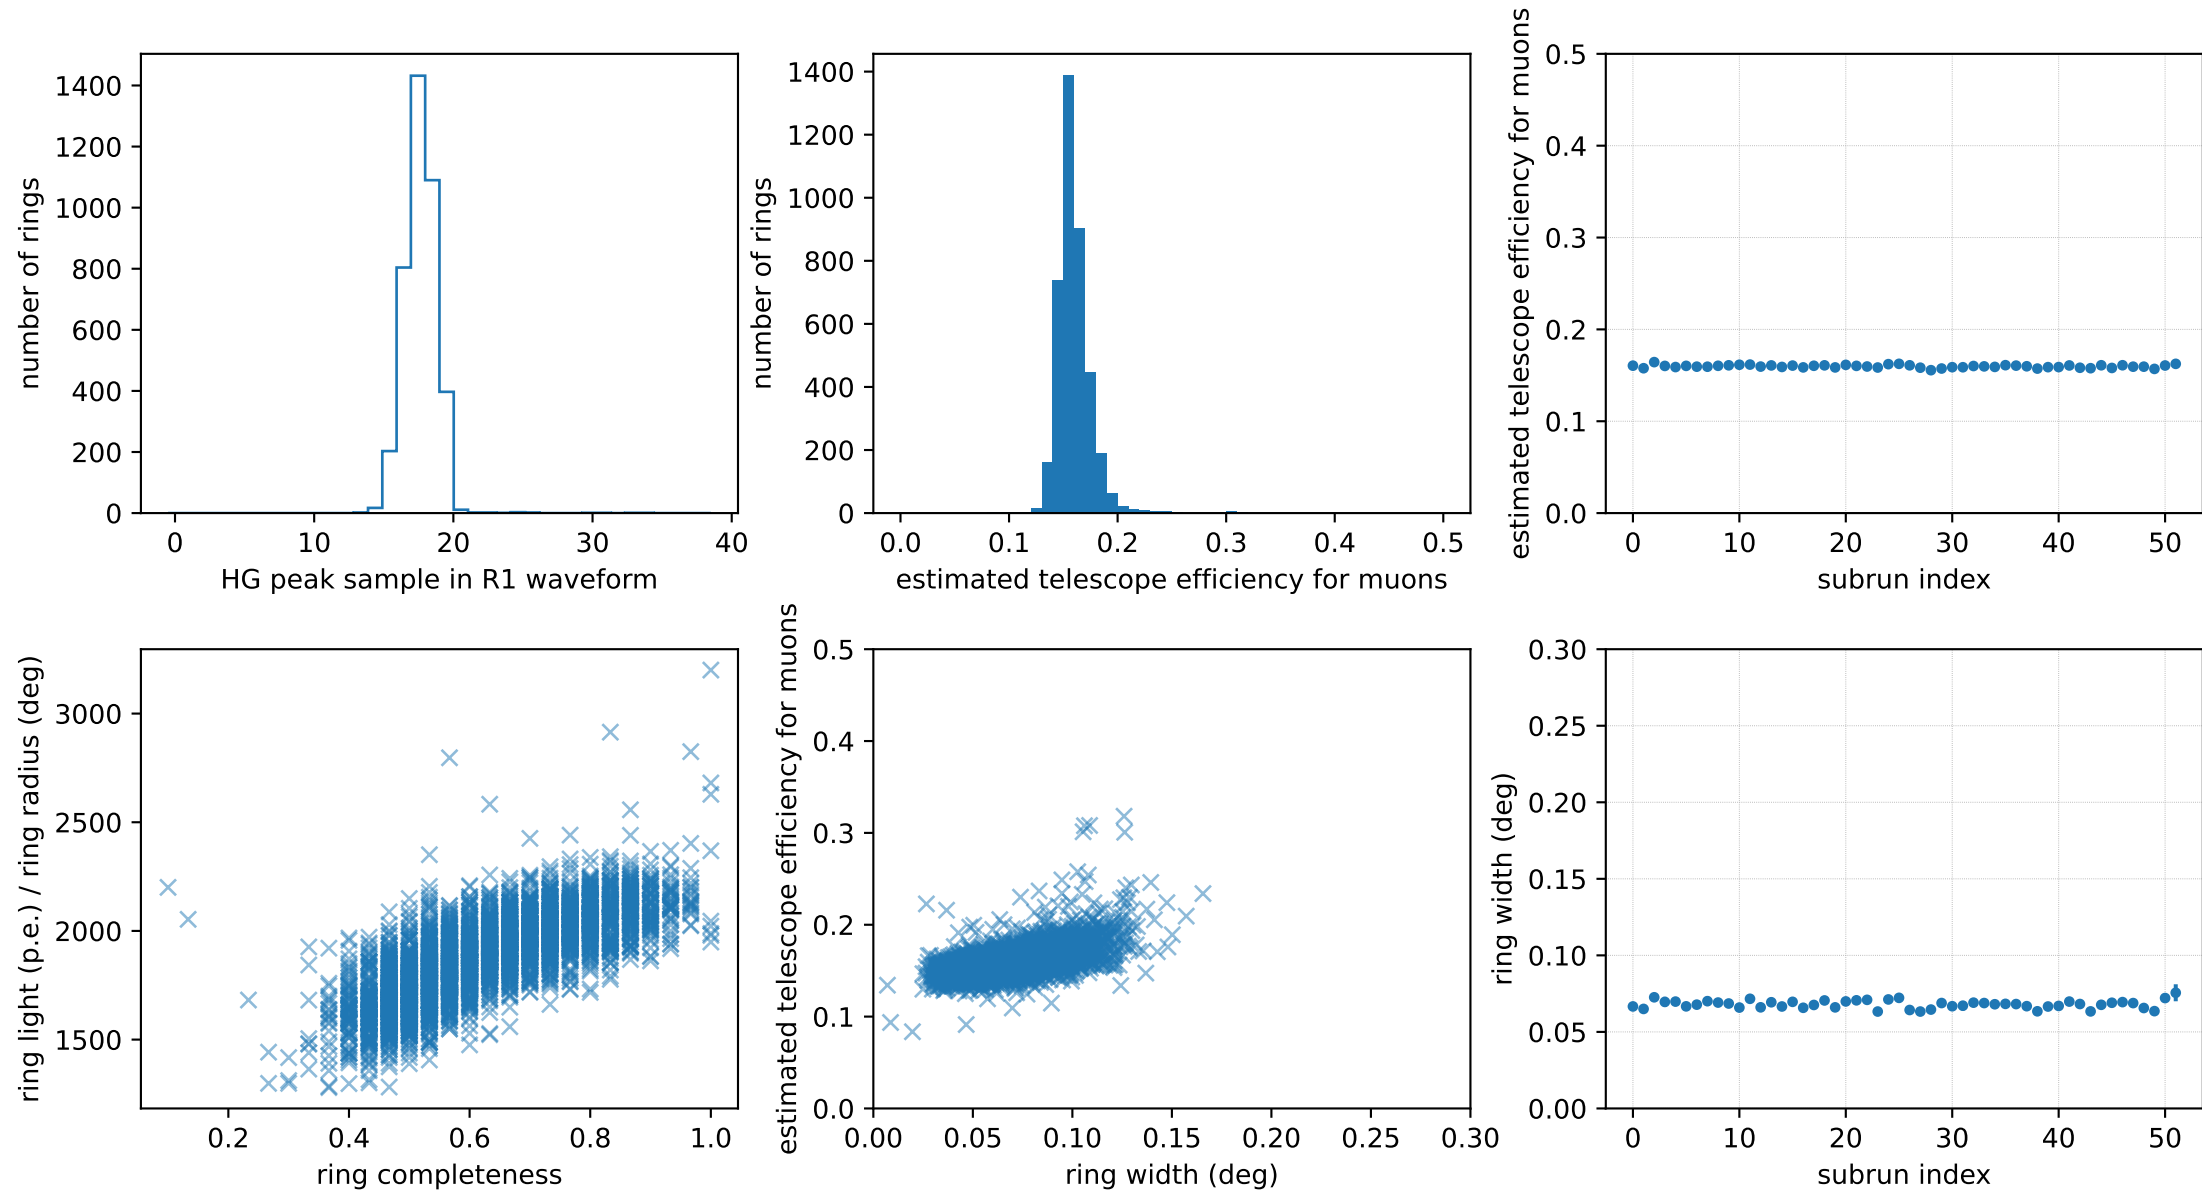 number of rings
1400
1200
1000
800
600
400
200
0
0 10 20 30 40
HG peak sample in R1 waveform
number of rings
1400
1200
1000
800
600
400
200
0
0.0 0.1 0.2 0.3 0.4 0.5
estimated telescope efficiency for muons
estimated telescope efficiency for muons
0.5
0.4
0.3
0.2
0.1
0.0
0 10 20 30 40 50
subrun index
ring light (p.e.) / ring radius (deg)
3000
2500
2000
1500
0.2 0.4 0.6 0.8 1.0
ring completeness
estimated telescope efficiency for muons
0.5
0.4
0.3
0.2
0.1
0.0
0.00 0.05 0.10 0.15 0.20 0.25 0.30
ring width (deg)
ring width (deg)
0.30
0.25
0.20
0.15
0.10
0.05
0.00
0 10 20 30 40 50
subrun index